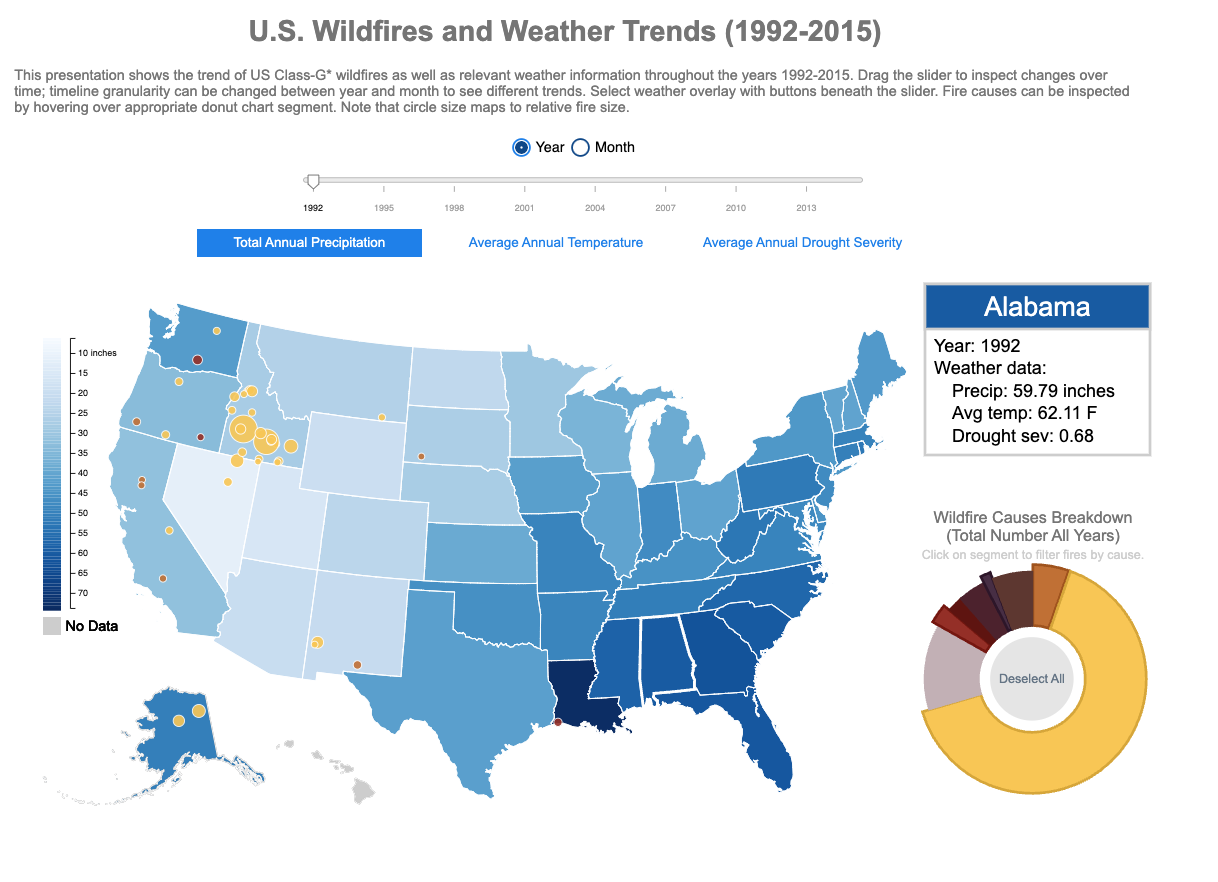 U.S. Wildfires and Weather Trends (1992-2015)
This presentation shows the trend of US Class-G* wildfires as well as relevant weather information throughout the years 1992-2015. Drag the slider to inspect changes over
time; timeline granularity can be changed between year and month to see different trends. Select weather overlay with buttons beneath the slider. Fire causes can be inspected
by hovering over appropriate donut chart segment. Note that circle size maps to relative fire size.
Year Month
1992 1995 1998 2001 2004 2007 2010 2013
Total Annual Precipitation Average Annual Temperature Average Annual Drought Severity
10 inches
15
20
25
30
35
40
45
50
55
60
65
70
No Data
Alabama
Year: 1992
Weather data:
Precip: 59.79 inches
Avg temp: 62.11 F
Drought sev: 0.68
Wildfire Causes Breakdown
(Total Number All Years)
Click on segment to filter fires by cause.
Deselect All